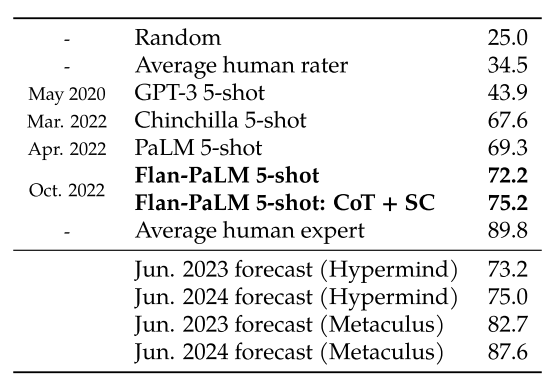 - Random 25.0
- Average human rater 34.5
May 2020 GPT-3 5-shot 43.9
Mar. 2022 Chinchilla 5-shot 67.6
Apr. 2022 PaLM 5-shot 69.3
Oct. 2022 Flan-PaLM 5-shot 72.2
Flan-PaLM 5-shot: CoT + SC 75.2
- Average human expert 89.8
Jun. 2023 forecast (Hypermind) 73.2
Jun. 2024 forecast (Hypermind) 75.0
Jun. 2023 forecast (Metaculus) 82.7
Jun. 2024 forecast (Metaculus) 87.6